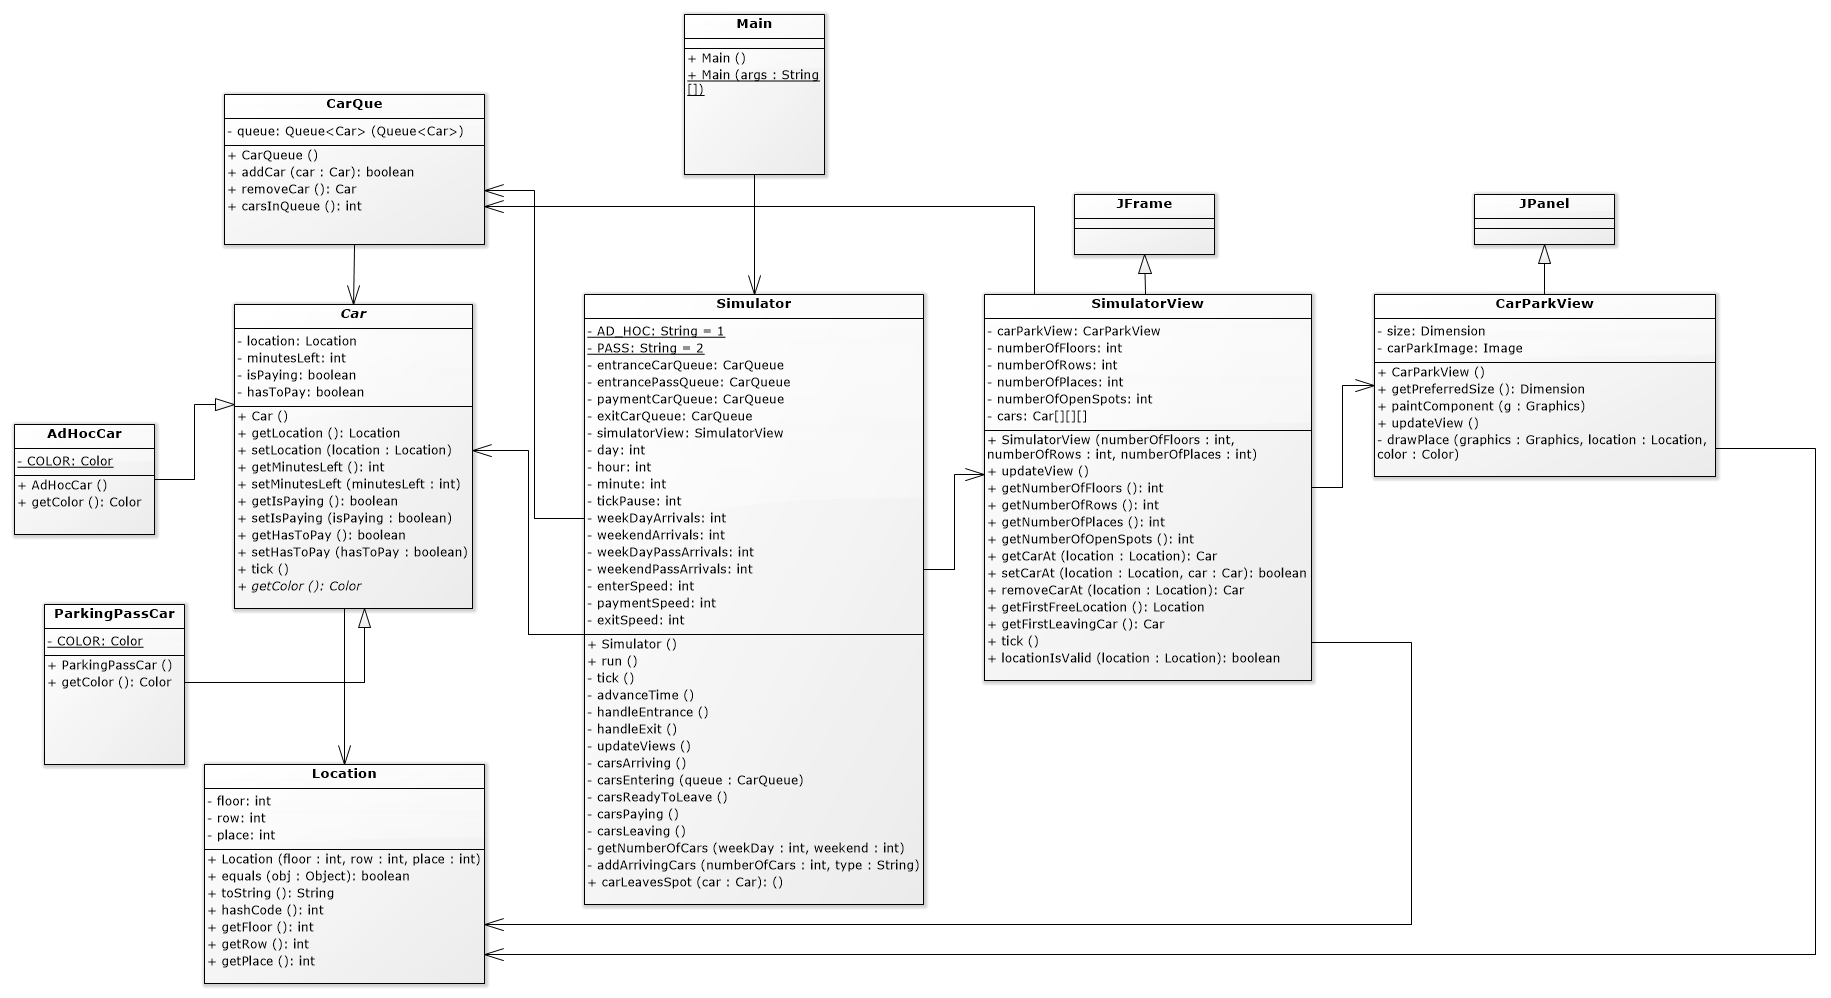 Main
+ Main ()
+ Main (args : String
[])
CarQue
- queue: Queue<Car> (Queue<Car>)
+ CarQueue ()
+ addCar (car : Car): boolean
+ removeCar (): Car
+ carsInQueue (): int
JFrame
JPanel
Car
- location: Location
- minutesLeft: int
- isPaying: boolean
- hasToPay: boolean
+ Car ()
+ getLocation (): Location
+ setLocation (location : Location)
+ getMinutesLeft (): int
+ setMinutesLeft (minutesLeft : int)
+ getIsPaying (): boolean
+ setIsPaying (isPaying : boolean)
+ getHasToPay (): boolean
+ setHasToPay (hasToPay : boolean)
+ tick ()
+ getColor (): Color
AdHocCar
- COLOR: Color
+ AdHocCar ()
+ getColor (): Color
ParkingPassCar
- COLOR: Color
+ ParkingPassCar ()
+ getColor (): Color
Location
- floor: int
- row: int
- place: int
+ Location (floor : int, row : int, place : int)
+ equals (obj : Object): boolean
+ toString (): String
+ hashCode (): int
+ getFloor (): int
+ getRow (): int
+ getPlace (): int
Simulator
- AD_HOC: String = 1
- PASS: String = 2
- entranceCarQueue: CarQueue
- entrancePassQueue: CarQueue
- paymentCarQueue: CarQueue
- exitCarQueue: CarQueue
- simulatorView: SimulatorView
- day: int
- hour: int
- minute: int
- tickPause: int
- weekDayArrivals: int
- weekendArrivals: int
- weekDayPassArrivals: int
- weekendPassArrivals: int
- enterSpeed: int
- paymentSpeed: int
- exitSpeed: int
+ Simulator ()
+ run ()
- tick ()
- advanceTime ()
- handleEntrance ()
- handleExit ()
- updateViews ()
- carsArriving ()
- carsEntering (queue : CarQueue)
- carsReadyToLeave ()
- carsPaying ()
- carsLeaving ()
- getNumberOfCars (weekDay : int, weekend : int)
- addArrivingCars (numberOfCars : int, type : String)
+ carLeavesSpot (car : Car): ()
SimulatorView
- carParkView: CarParkView
- numberOfFloors: int
- numberOfRows: int
- numberOfPlaces: int
- numberOfOpenSpots: int
- cars: Car[][][]
+ SimulatorView (numberOfFloors : int,
numberOfRows : int, numberOfPlaces : int)
+ updateView ()
+ getNumberOfFloors (): int
+ getNumberOfRows (): int
+ getNumberOfPlaces (): int
+ getNumberOfOpenSpots (): int
+ getCarAt (location : Location): Car
+ setCarAt (location : Location, car : Car): boolean
+ removeCarAt (location : Location): Car
+ getFirstFreeLocation (): Location
+ getFirstLeavingCar (): Car
+ tick ()
+ locationIsValid (location : Location): boolean
CarParkView
- size: Dimension
- carParkImage: Image
+ CarParkView ()
+ getPreferredSize (): Dimension
+ paintComponent (g : Graphics)
+ updateView ()
- drawPlace (graphics : Graphics, location : Location,
color : Color)